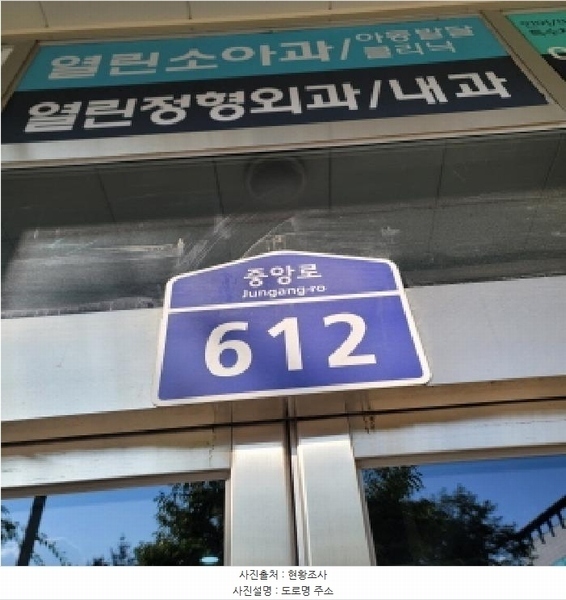 열린소아과/아동발달
클리닉
열린정형외과/내과
중앙로
Jungang-ro
612
사진출처 : 현황조사
사진설명 : 도로명 주소